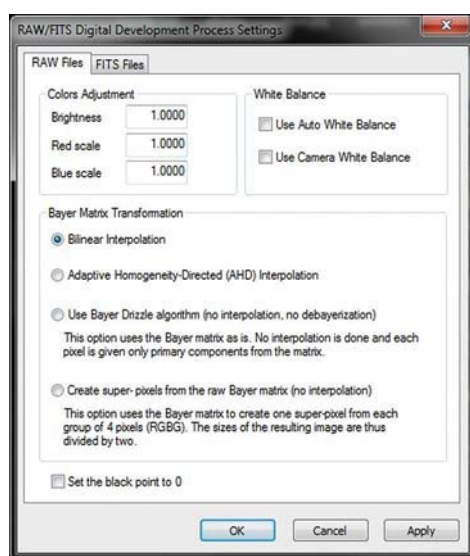 RAW/FITS Digital Development Process Settings
RAW Files
FITS Files
Colors Adjustment
Brightness 1.0000
Red scale 1.0000
Blue scale 1.0000
White Balance
Use Auto White Balance
Use Camera White Balance
Bayer Matrix Transformation
Bilinear Interpolation
Adaptive Homogeneity-Directed (AHD) Interpolation
Use Bayer Drizzle algorithm (no interpolation, no debayerization)
This option uses the Bayer matrix as is. No interpolation is done and each
pixel is given only primary components from the matrix.
Create super- pixels from the raw Bayer matrix (no interpolation)
This option uses the Bayer matrix to create one super-pixel from each
group of 4 pixels (RGBG). The sizes of the resulting image are thus
divided by two.
Set the black point to 0
OK
Cancel
Apply